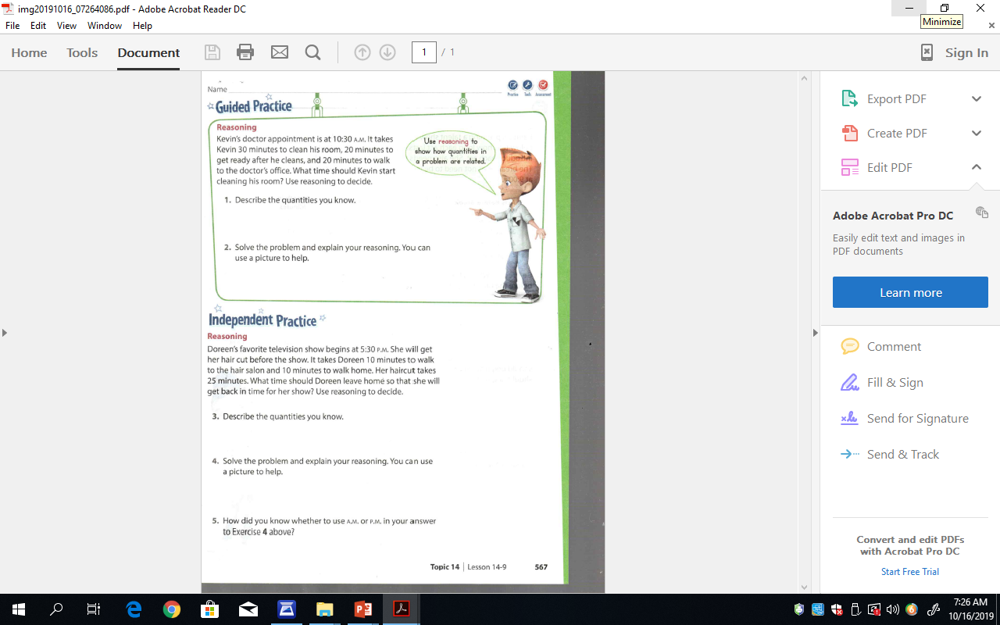 img20191016_07264086.pdf - Adobe Acrobat Reader DC
Minimize
File Edit View Window Help
Home Tools Document 1 / 1 Sign In
Name
Practice Tools Assessment
Guided Practice
Reasoning
Kevin's doctor appointment is at 10:30 A.M. It takes
Kevin 30 minutes to clean his room, 20 minutes to
get ready after he cleans, and 20 minutes to walk
to the doctor's office. What time should Kevin start
cleaning his room? Use reasoning to decide.
Use reasoning to
show how quantities in
a problem are related.
1. Describe the quantities you know.
2. Solve the problem and explain your reasoning. You can
use a picture to help.
Independent Practice
Reasoning
Doreen's favorite television show begins at 5:30 P.M. She will get
her hair cut before the show. It takes Doreen 10 minutes to walk
to the hair salon and 10 minutes to walk home. Her haircut takes
25 minutes. What time should Doreen leave home so that she will
get back in time for her show? Use reasoning to decide.
3. Describe the quantities you know.
4. Solve the problem and explain your reasoning. You can use
a picture to help.
5. How did you know whether to use A.M. or P.M. in your answer
to Exercise 4 above?
Topic 14 | Lesson 14-9 567
Export PDF
Create PDF
Edit PDF
Adobe Acrobat Pro DC
Easily edit text and images in
PDF documents
Learn more
Comment
Fill & Sign
Send for Signature
Send & Track
Convert and edit PDFs
with Acrobat Pro DC
Start Free Trial
7:26 AM
10/16/2019